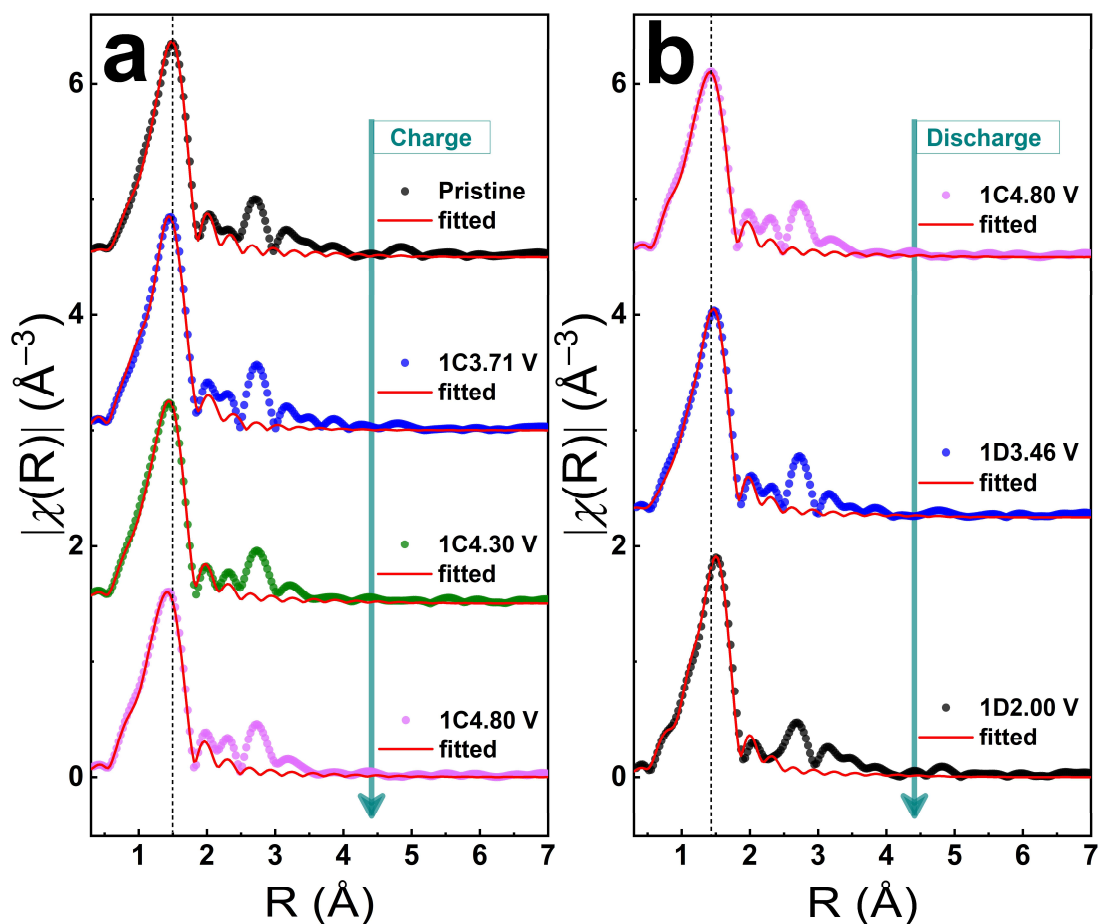 a
Charge
Pristine
fitted
1C3.71 V
fitted
1C4.30 V
fitted
1C4.80 V
fitted
6
4
2
0
|χ(R)| (Å⁻³)
1 2 3 4 5 6 7
R (Å)
b
Discharge
1C4.80 V
fitted
1D3.46 V
fitted
1D2.00 V
fitted
6
4
2
0
|χ(R)| (Å⁻³)
1 2 3 4 5 6 7
R (Å)